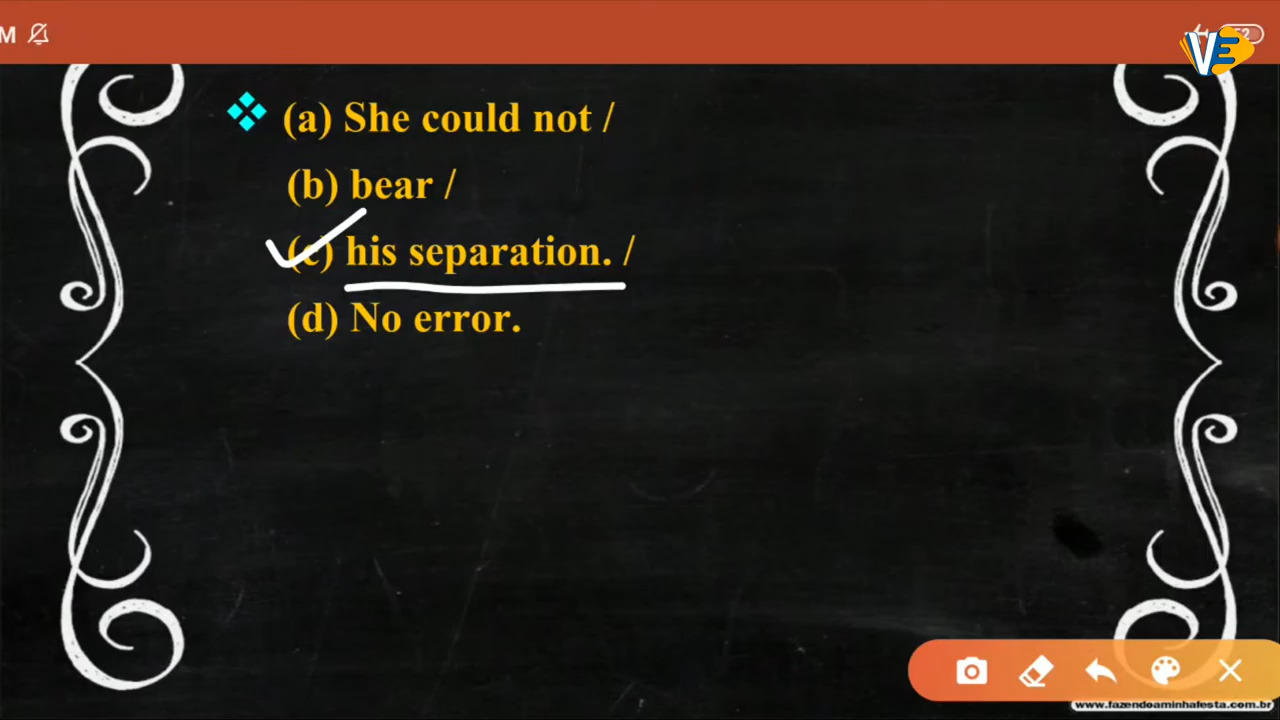 M
VE
(a) She could not /
(b) bear /
(c) his separation. /
(d) No error.
www.fazendoaminhafesta.com.br